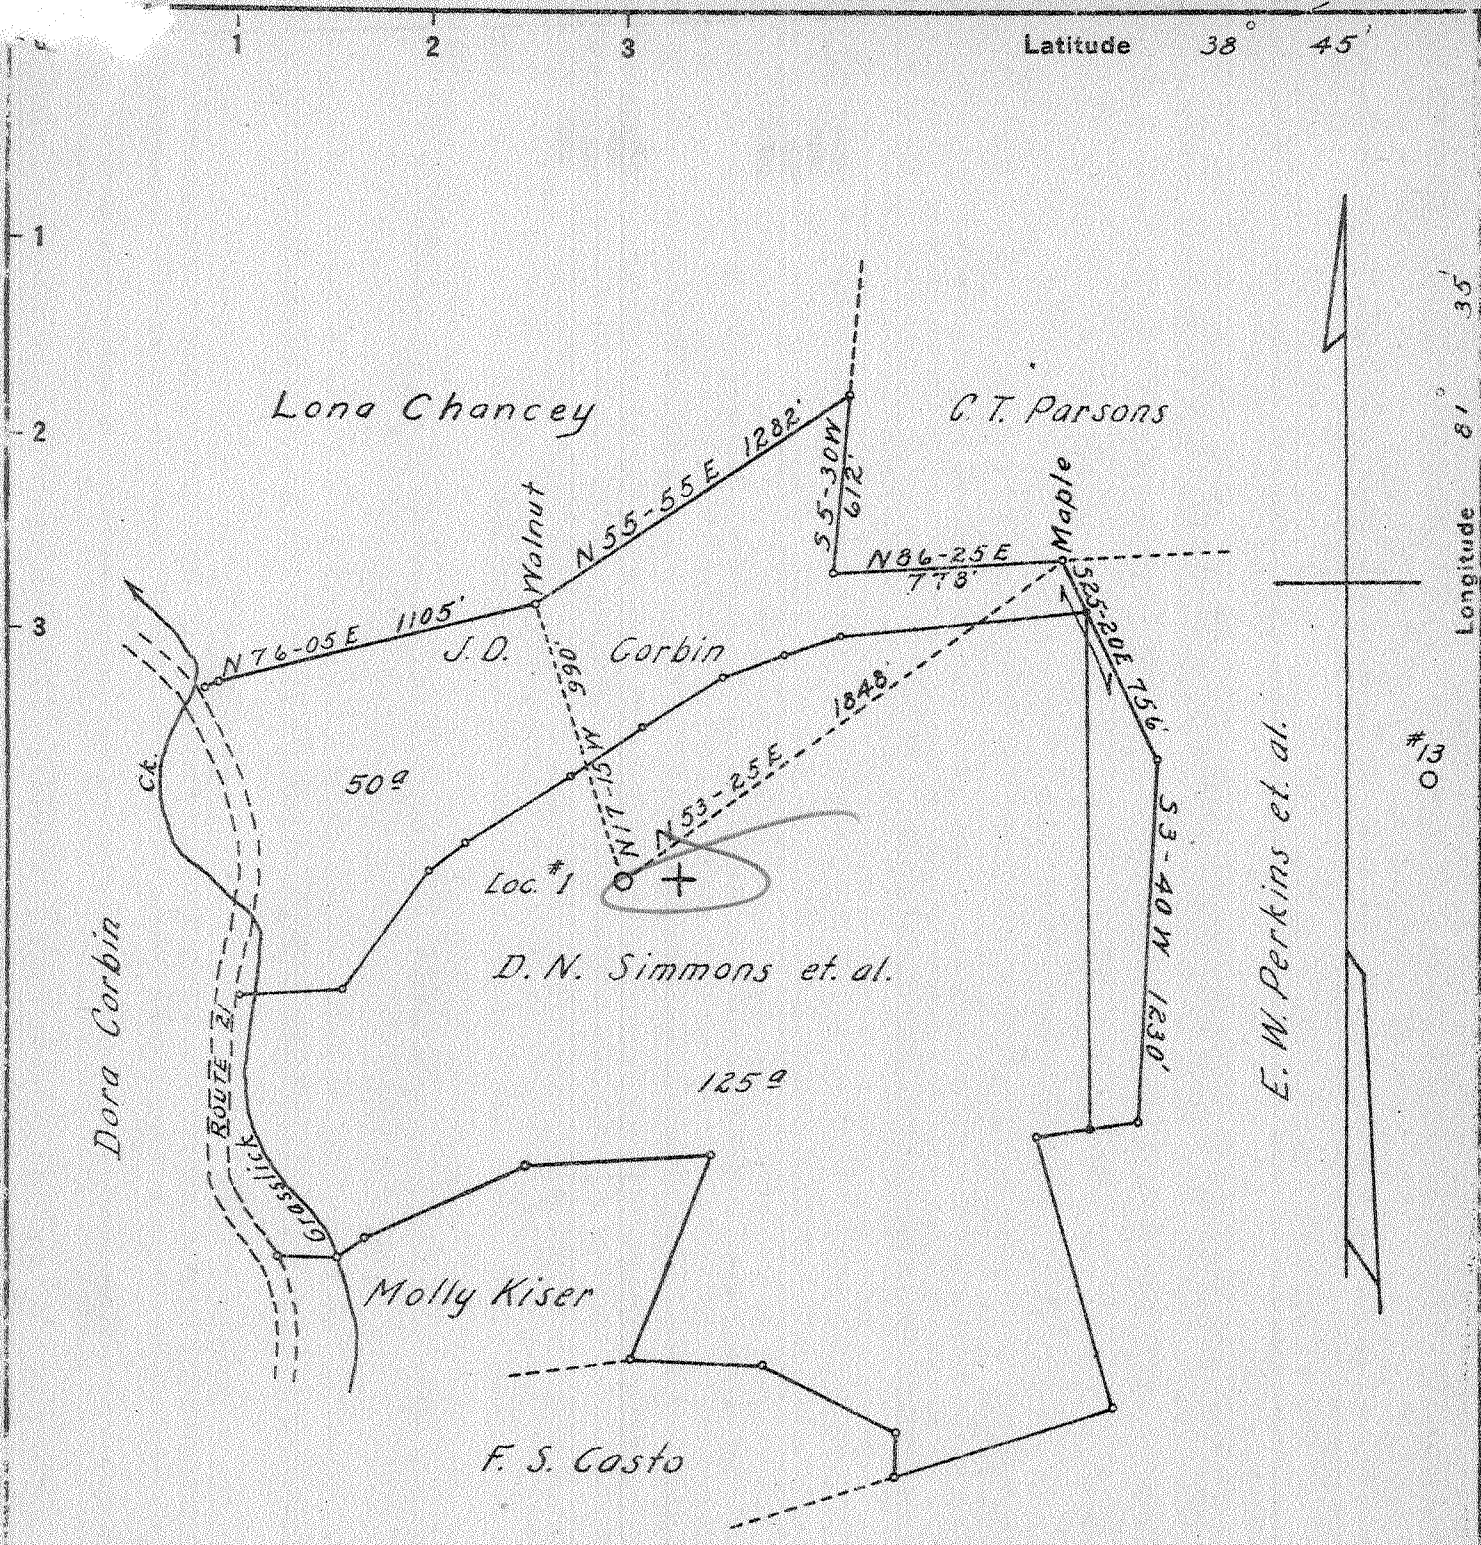 1 2 3 Latitude 38° 45'
1
2
3
Longitude 81° 35'
Lona Chancey
C. T. Parsons
N 55-55 E 1282'
S 5-30 W
612'
Walnut
Maple
N 86-25 E
778'
N 76-05 E 1105'
J. D. Corbin
S 25-20 E 756'
N 17-15 W 990'
N 53-25 E 1848'
50 a
Ck.
Loc. #1
#13
S 3-40 W 1230'
E. W. Perkins et. al.
D. N. Simmons et. al.
Dora Corbin
ROUTE 21
125 a
Grasslick
Molly Kiser
F. S. Casto